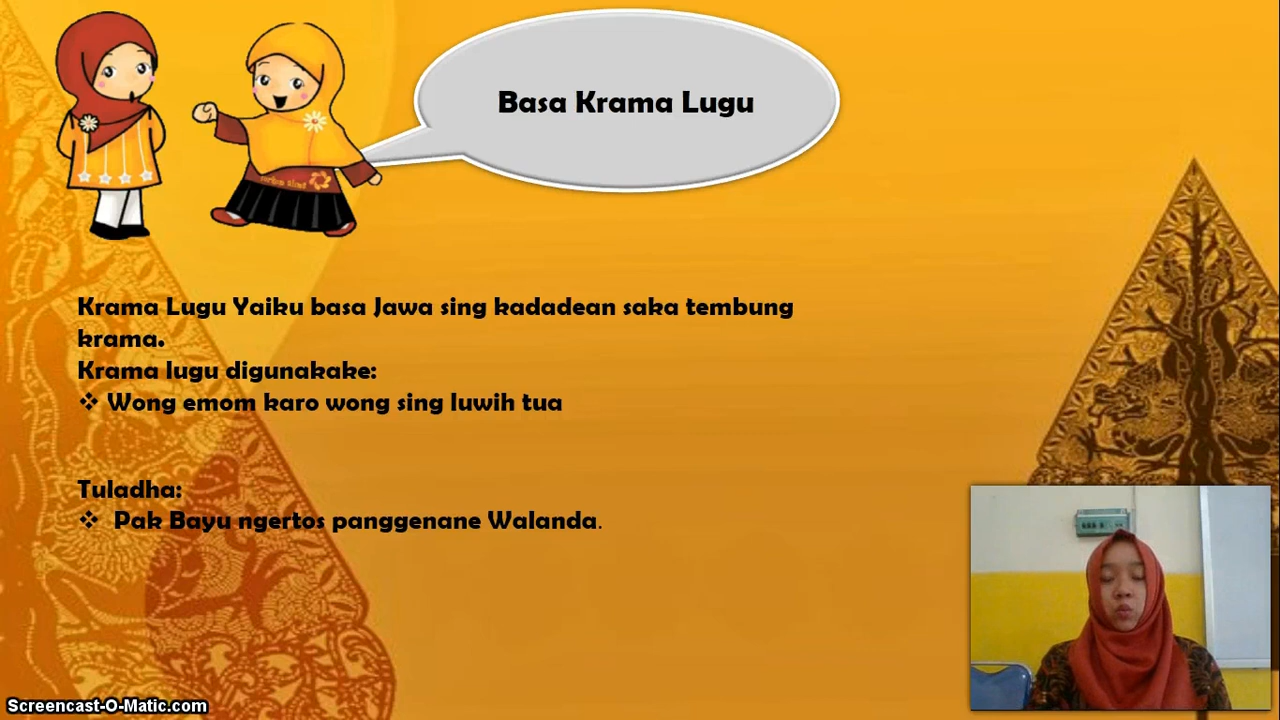 Basa Krama Lugu
Krama Lugu Yaiku basa Jawa sing kadadean saka tembung
krama.
Krama lugu digunakake:
❖ Wong emom karo wong sing luwih tua
Tuladha:
❖ Pak Bayu ngertos panggenane Walanda.
Screencast-O-Matic.com